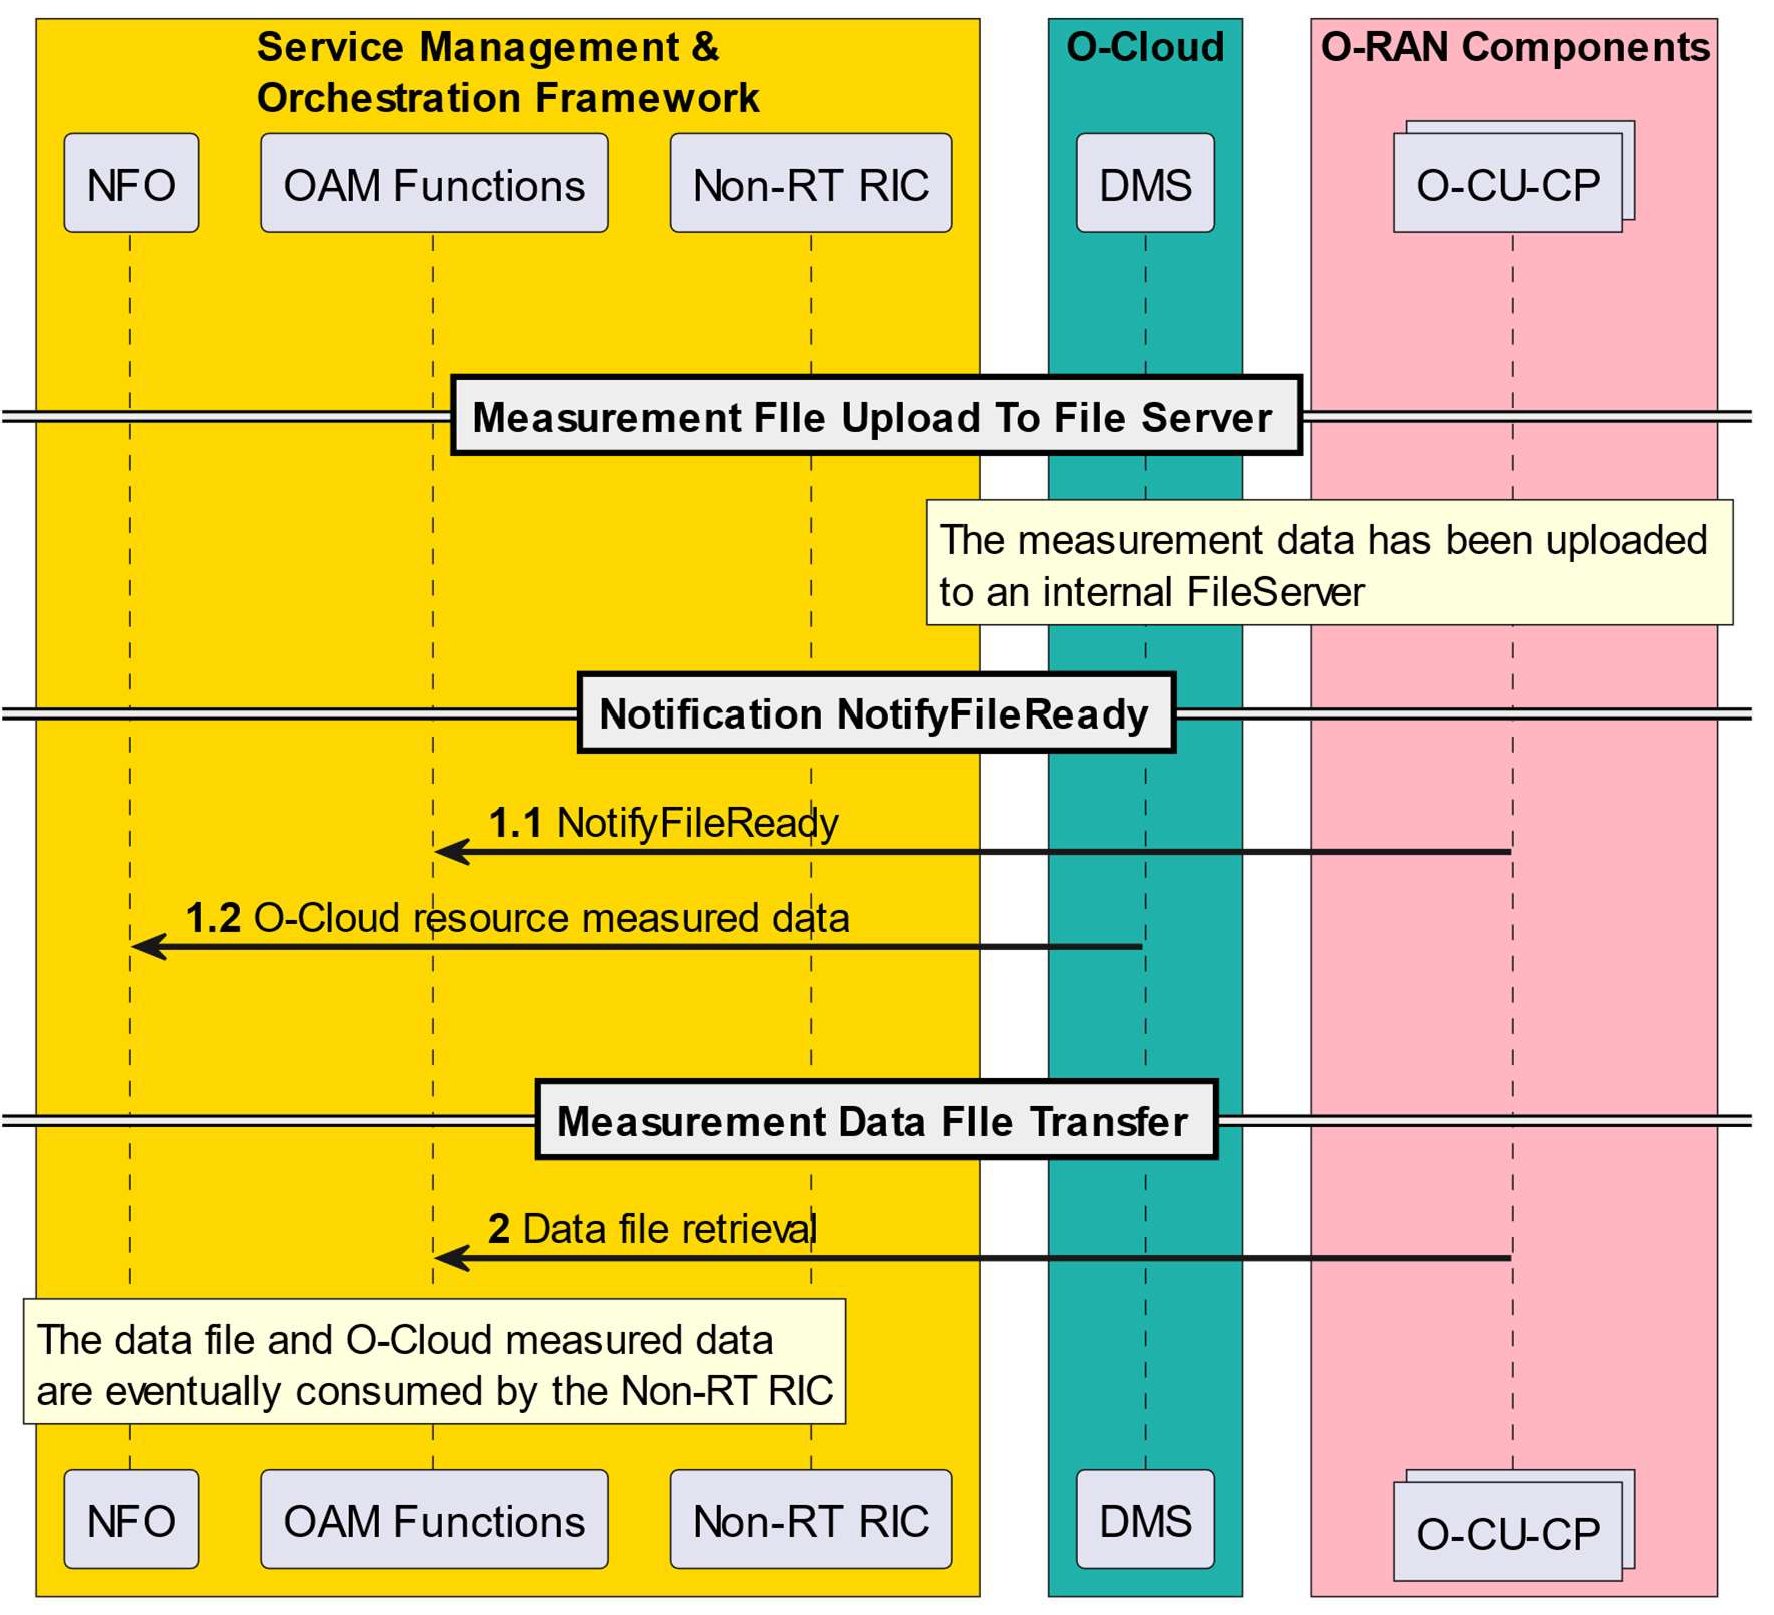 Service Management &
Orchestration Framework
O-Cloud
O-RAN Components
NFO
OAM Functions
Non-RT RIC
DMS
O-CU-CP
Measurement FIle Upload To File Server
The measurement data has been uploaded
to an internal FileServer
Notification NotifyFileReady
1.1 NotifyFileReady
1.2 O-Cloud resource measured data
Measurement Data FIle Transfer
2 Data file retrieval
The data file and O-Cloud measured data
are eventually consumed by the Non-RT RIC
NFO
OAM Functions
Non-RT RIC
DMS
O-CU-CP